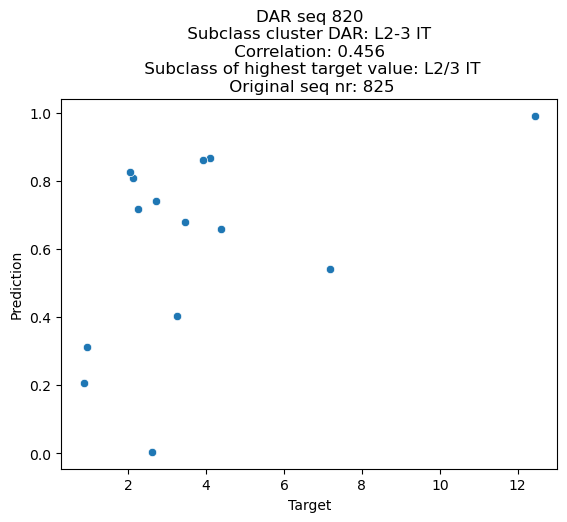 DAR seq 820
Subclass cluster DAR: L2-3 IT
Correlation: 0.456
Subclass of highest target value: L2/3 IT
Original seq nr: 825
1.0
0.8
0.6
0.4
0.2
0.0
Prediction
2 4 6 8 10 12
Target